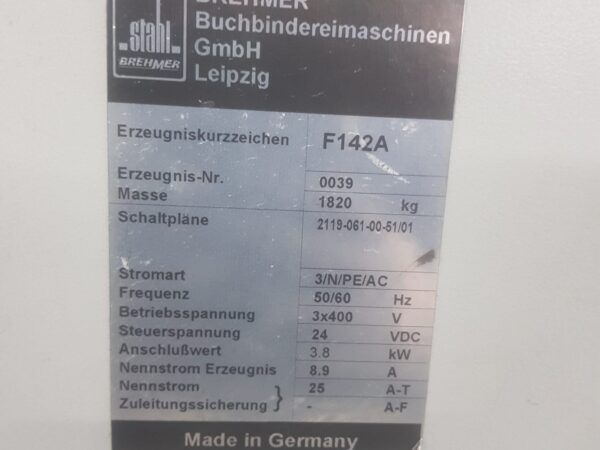 stahl
BREHMER
BREHMER
Buchbindereimaschinen
GmbH
Leipzig
Erzeugniskurzzeichen F142A
Erzeugnis-Nr. 0039
Masse 1820 kg
Schaltpläne 2119-061-00-51/01
Stromart 3/N/PE/AC
Frequenz 50/60 Hz
Betriebsspannung 3x400 V
Steuerspannung 24 VDC
Anschlußwert 3.8 kW
Nennstrom Erzeugnis 8.9 A
Nennstrom } 25 A-T
Zuleitungssicherung - A-F
Made in Germany